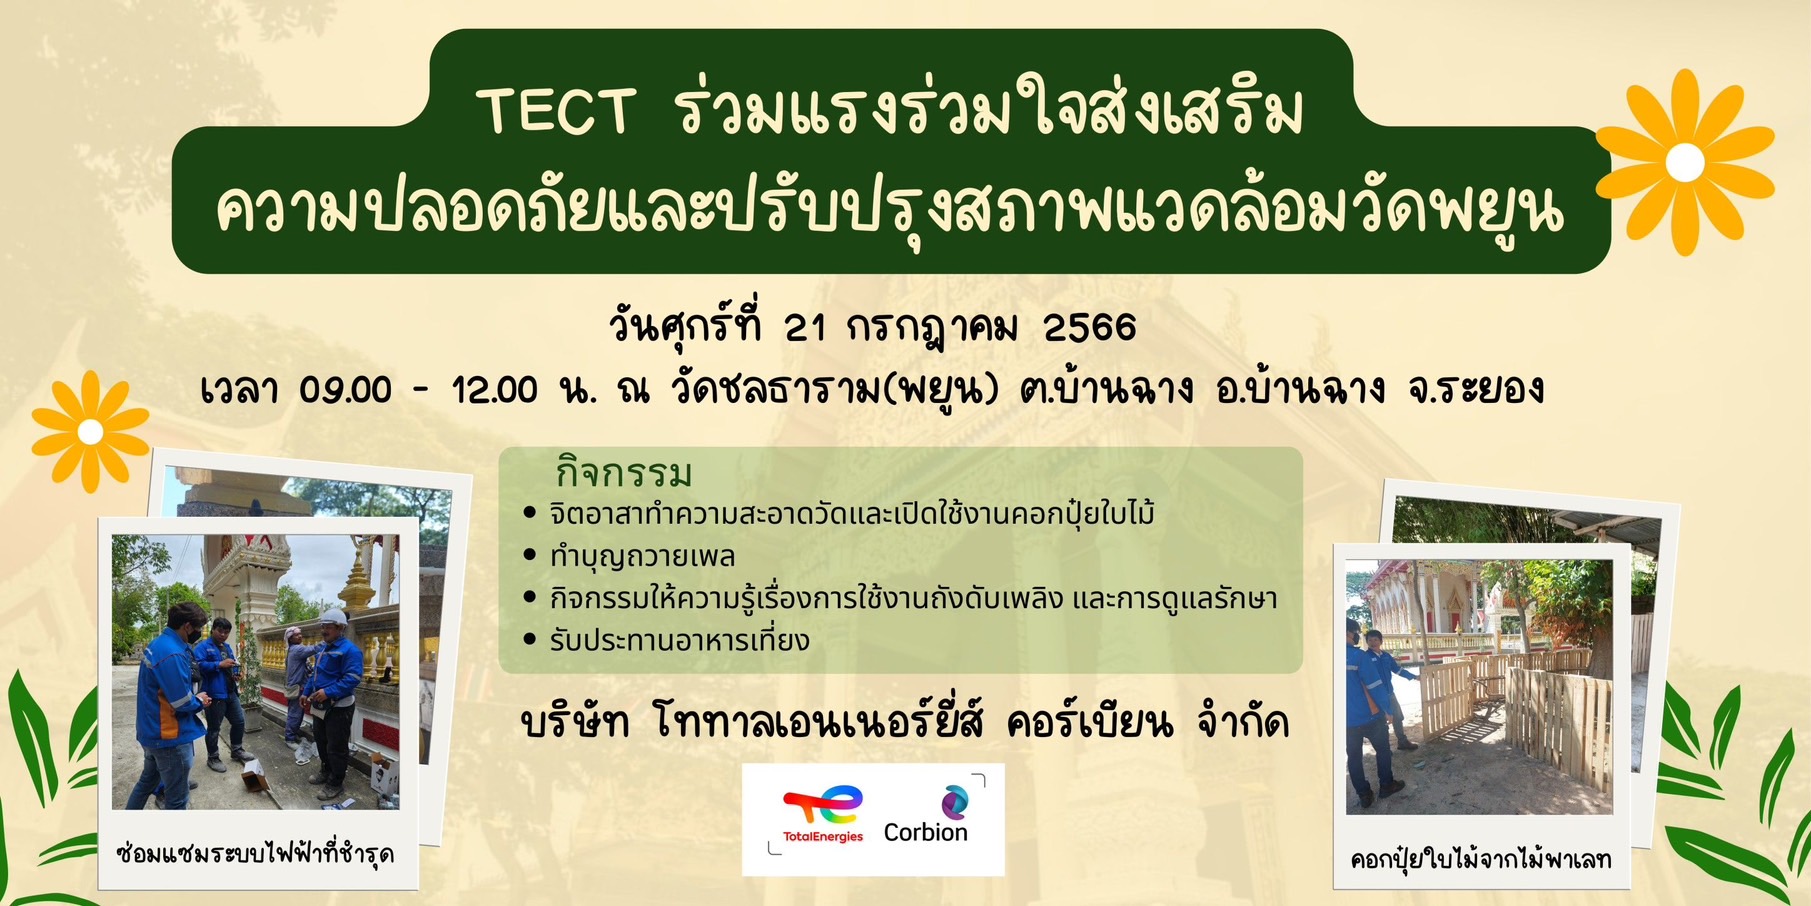 TECT ร่วมแรงร่วมใจส่งเสริม
ความปลอดภัยและปรับปรุงสภาพแวดล้อมวัดพยูน
วันศุกร์ที่ 21 กรกฎาคม 2566
เวลา 09.00 - 12.00 น. ณ วัดชลธาราม(พยูน) ต.บ้านฉาง อ.บ้านฉาง จ.ระยอง
กิจกรรม
• จิตอาสาทำความสะอาดวัดและเปิดใช้งานคอกปุ๋ยใบไม้
• ทำบุญถวายเพล
• กิจกรรมให้ความรู้เรื่องการใช้งานถังดับเพลิง และการดูแลรักษา
• รับประทานอาหารเที่ยง
บริษัท โททาลเอนเนอร์ยี่ส์ คอร์เบียน จำกัด
TotalEnergies
Corbion
ซ่อมแซมระบบไฟฟ้าที่ชำรุด
คอกปุ๋ยใบไม้จากไม้พาเลท